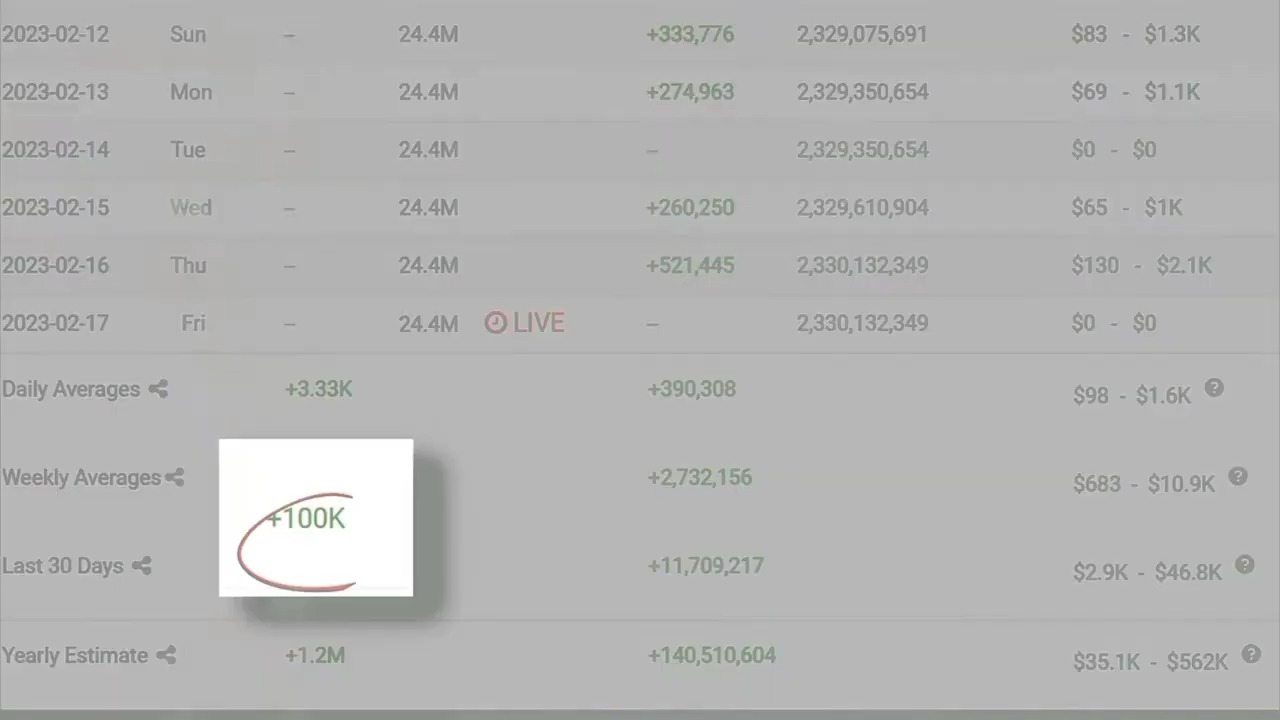 2023-02-12 Sun – 24.4M +333,776 2,329,075,691 $83 - $1.3K
2023-02-13 Mon – 24.4M +274,963 2,329,350,654 $69 - $1.1K
2023-02-14 Tue – 24.4M – 2,329,350,654 $0 - $0
2023-02-15 Wed – 24.4M +260,250 2,329,610,904 $65 - $1K
2023-02-16 Thu – 24.4M +521,445 2,330,132,349 $130 - $2.1K
2023-02-17 Fri – 24.4M LIVE – 2,330,132,349 $0 - $0
Daily Averages +3.33K +390,308 $98 - $1.6K ?
Weekly Averages +2,732,156 $683 - $10.9K ?
+100K
Last 30 Days +11,709,217 $2.9K - $46.8K ?
Yearly Estimate +1.2M +140,510,604 $35.1K - $562K ?